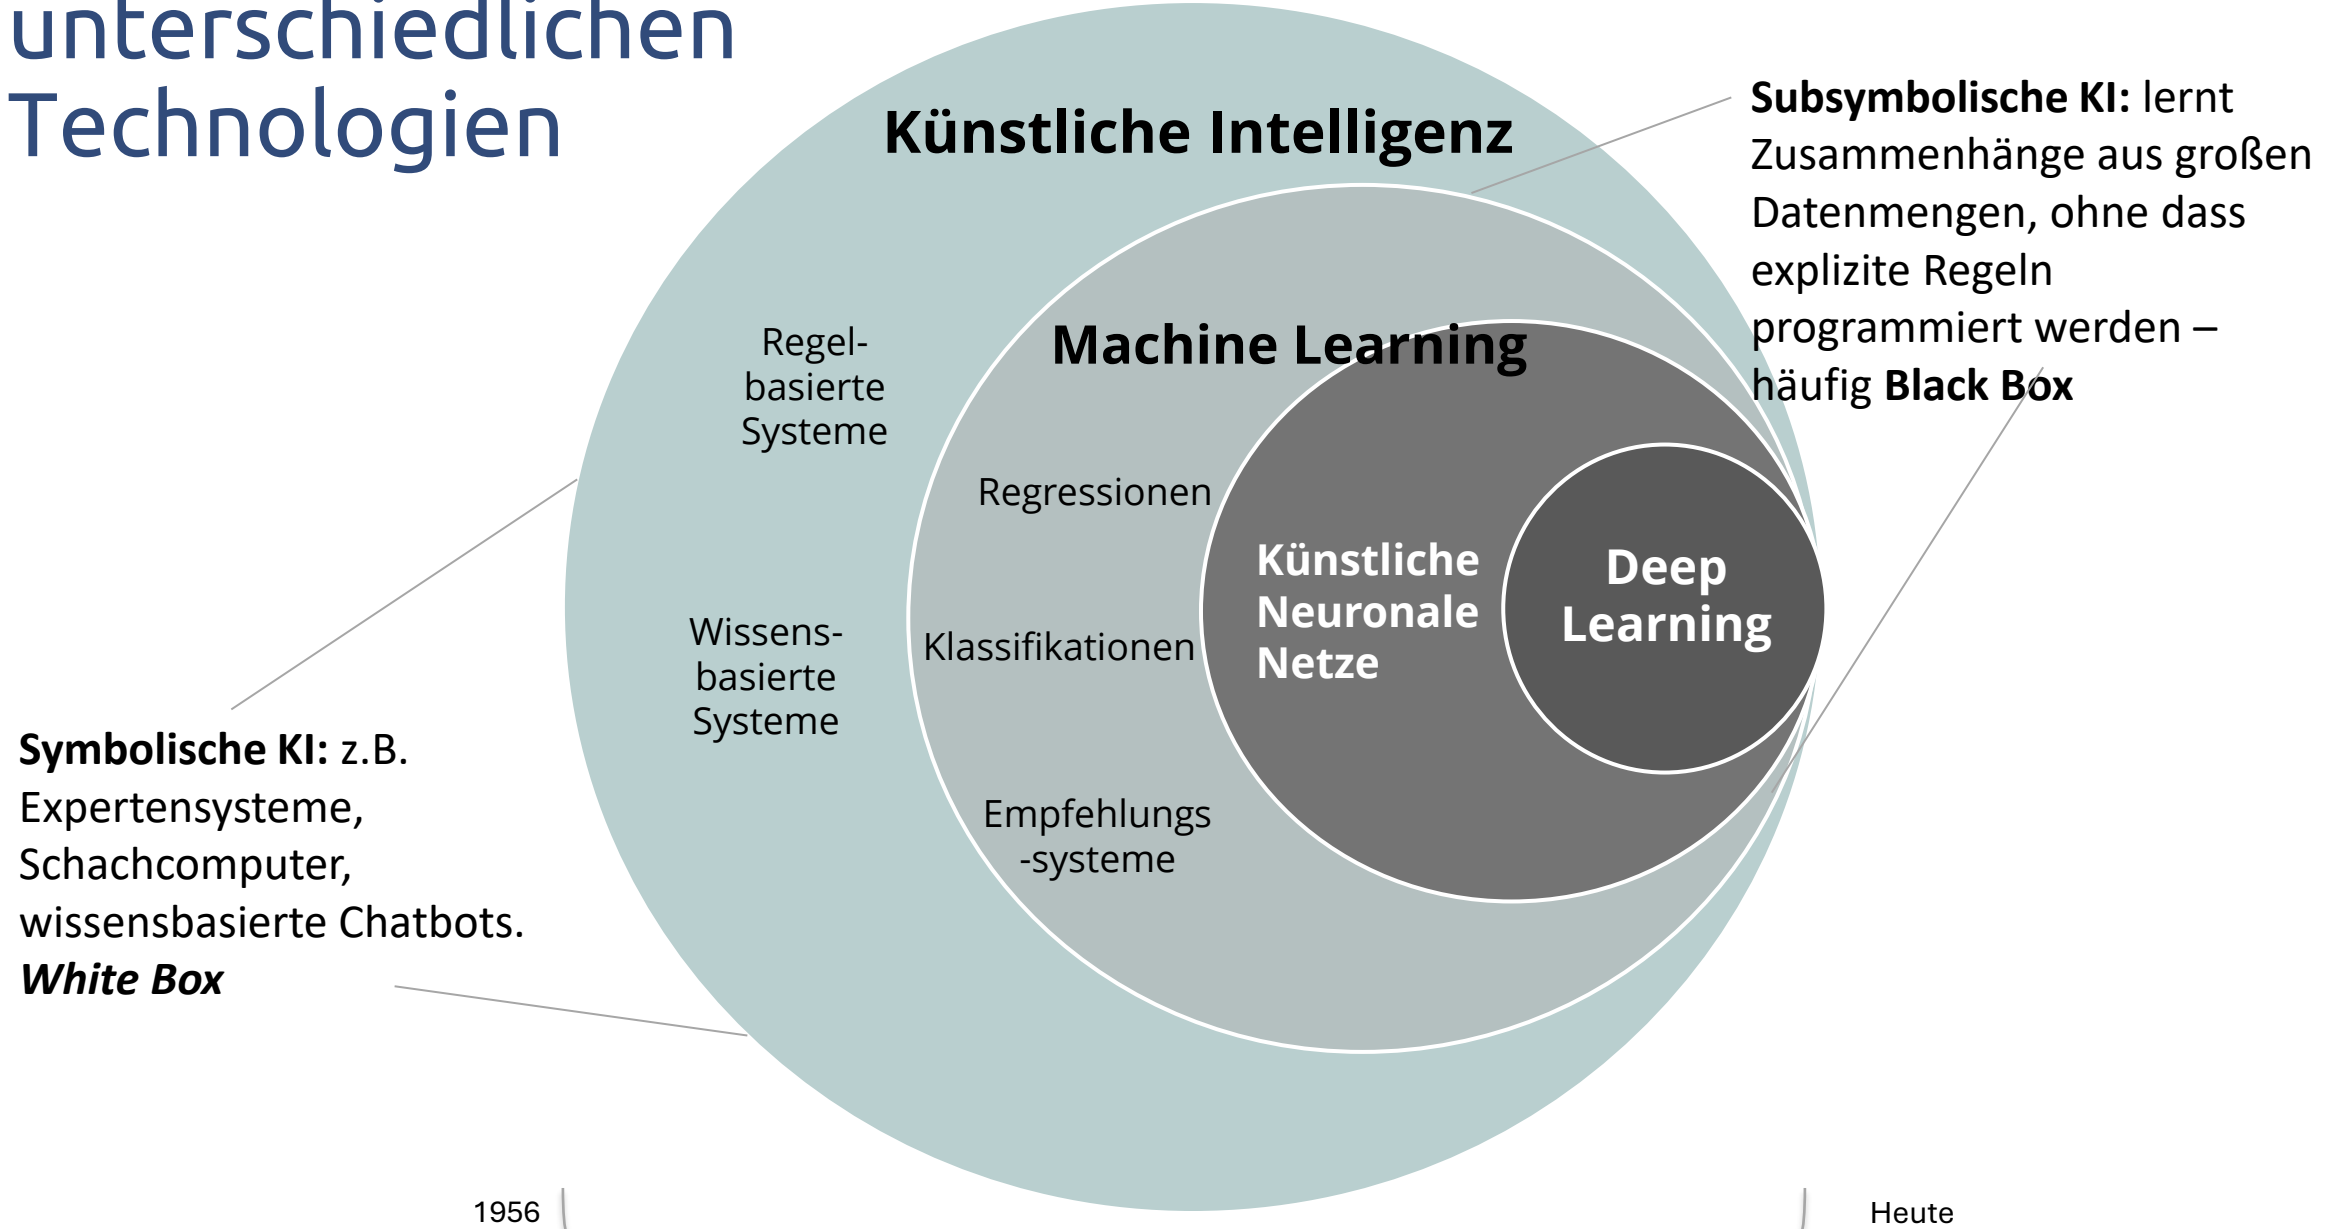 unterschiedlichen
Technologien
Künstliche Intelligenz
Subsymbolische KI: lernt
Zusammenhänge aus großen
Datenmengen, ohne dass
explizite Regeln
programmiert werden –
häufig Black Box
Machine Learning
Regel-
basierte
Systeme
Regressionen
Künstliche
Neuronale
Netze
Deep
Learning
Wissens-
basierte
Systeme
Klassifikationen
Empfehlungs
-systeme
Symbolische KI: z.B.
Expertensysteme,
Schachcomputer,
wissensbasierte Chatbots.
White Box
1956
Heute